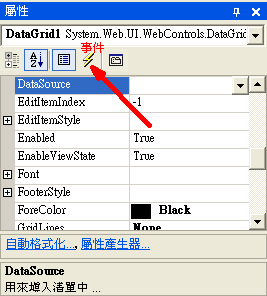 屬性
DataGrid1 System.Web.UI.WebControls.DataGrid
事件
DataSource
EditItemIndex -1
EditItemStyle
Enabled True
EnableViewState True
Font
FooterStyle
ForeColor Black
GridLines None
自動格式化..., 屬性產生器...
DataSource
用來填入清單中 ...